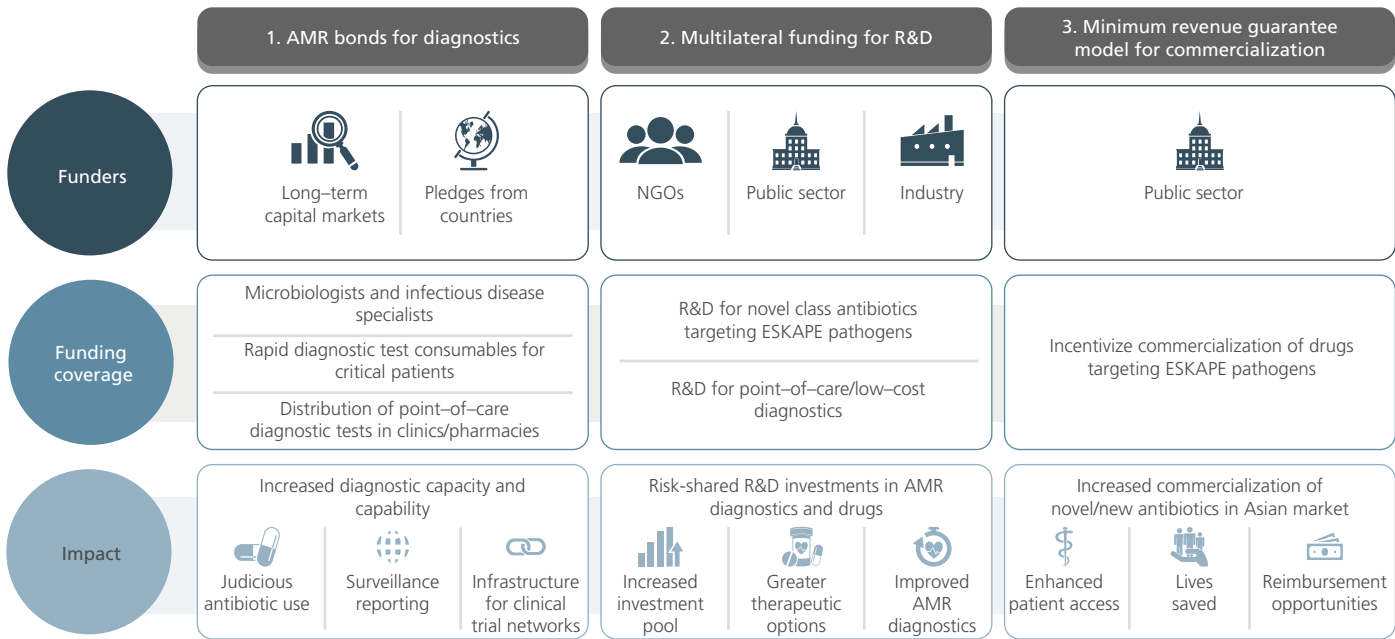 1. AMR bonds for diagnostics
2. Multilateral funding for R&D
3. Minimum revenue guarantee
model for commercialization
Funders
Long–term
capital markets
Pledges from
countries
NGOs
Public sector
Industry
Public sector
Funding
coverage
Microbiologists and infectious disease
specialists
Rapid diagnostic test consumables for
critical patients
Distribution of point–of–care
diagnostic tests in clinics/pharmacies
R&D for novel class antibiotics
targeting ESKAPE pathogens
R&D for point–of–care/low–cost
diagnostics
Incentivize commercialization of drugs
targeting ESKAPE pathogens
Impact
Increased diagnostic capacity and
capability
Judicious
antibiotic use
Surveillance
reporting
Infrastructure
for clinical
trial networks
Risk-shared R&D investments in AMR
diagnostics and drugs
Increased
investment
pool
Greater
therapeutic
options
Improved
AMR
diagnostics
Increased commercialization of
novel/new antibiotics in Asian market
Enhanced
patient access
Lives
saved
Reimbursement
opportunities